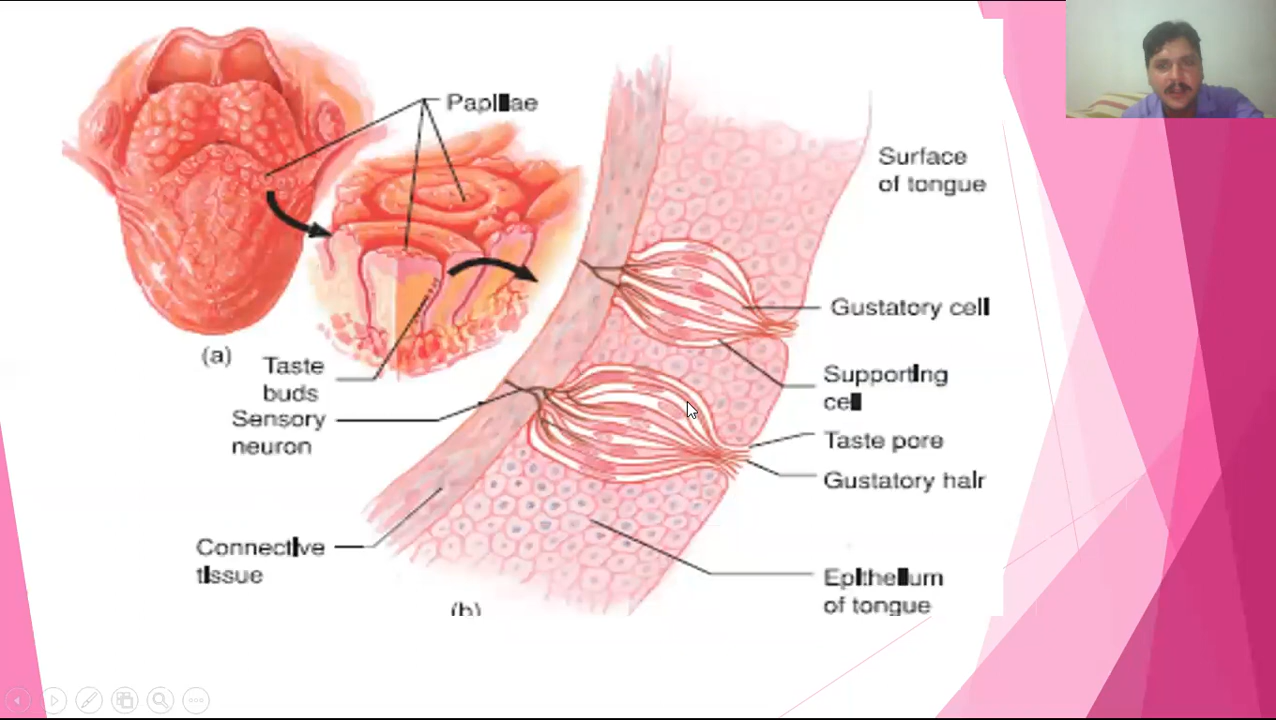 Papillae
Surface
of tongue
Gustatory cell
(a)
Taste
buds
Supporting
cell
Sensory
neuron
Taste pore
Gustatory hair
Connective
tissue
Epithelium
of tongue
(b)